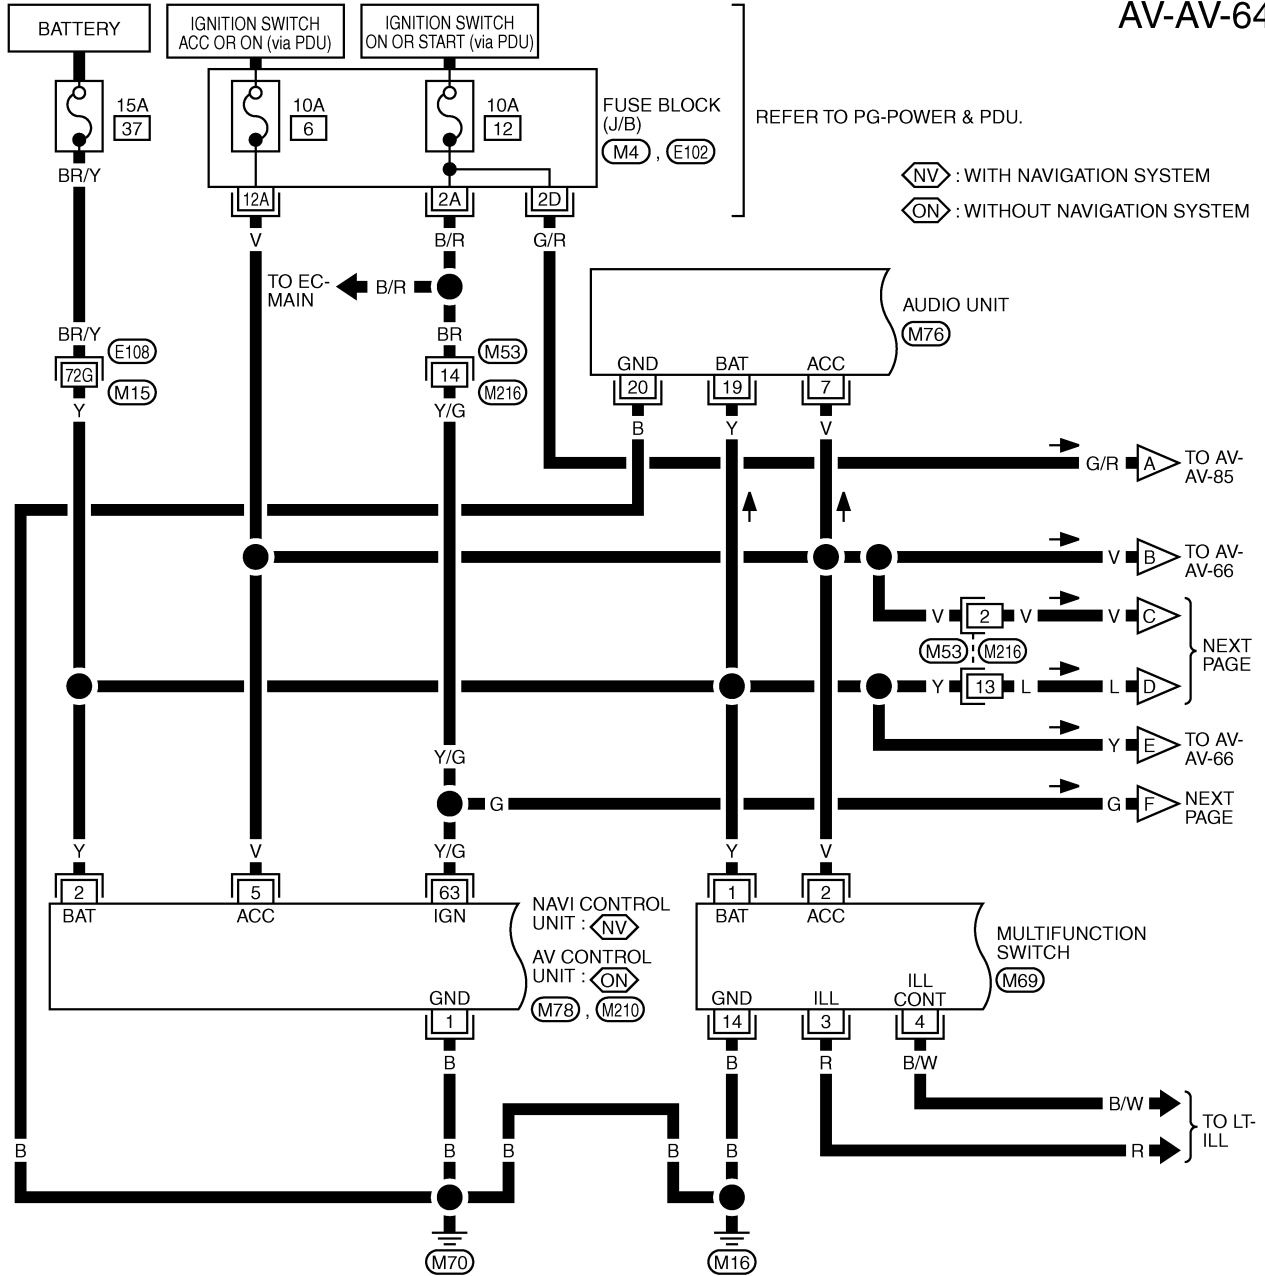 AV-AV-64
BATTERY
IGNITION SWITCH
ACC OR ON (via PDU)
IGNITION SWITCH
ON OR START (via PDU)
15A
37
10A
6
10A
12
FUSE BLOCK
(J/B)
M4 , E102
REFER TO PG-POWER & PDU.
NV : WITH NAVIGATION SYSTEM
ON : WITHOUT NAVIGATION SYSTEM
BR/Y
12A
2A
2D
V
B/R
G/R
TO EC-
MAIN
B/R
AUDIO UNIT
M76
BR/Y
E108
72G
M15
Y
BR
M53
14
M216
Y/G
GND
BAT
ACC
20
19
7
B
Y
V
G/R
A
TO AV-
AV-85
V
B
TO AV-
AV-66
V
2
V
V
C
M53
M216
NEXT
PAGE
Y
13
L
L
D
Y
E
TO AV-
AV-66
Y/G
G
G
F
NEXT
PAGE
Y
V
Y/G
Y
V
2
5
63
1
2
BAT
ACC
IGN
BAT
ACC
NAVI CONTROL
UNIT : NV
AV CONTROL
UNIT : ON
M78 , M210
MULTIFUNCTION
SWITCH
M69
GND
GND
ILL
ILL
CONT
1
14
3
4
B
B
R
B/W
B/W
R
TO LT-
ILL
B
B
B
B
B
M70
M16